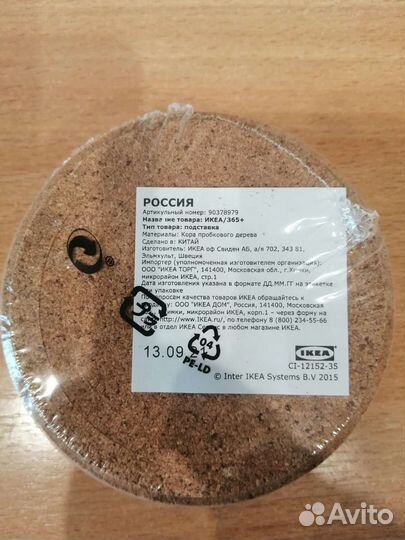 РОССИЯ
Артикульный номер: 90378979
Название товара: ИКЕА/365+
Тип товара: подставка
Материалы: Кора пробкового дерева
Сделано в: КИТАЙ
Изготовитель: ИКЕА оф Свиден АБ, а/я 702, 343 81,
Эльмхульт, Швеция
Импортер (уполномоченная изготовителем организация):
ООО "ИКЕА ТОРГ", 141400, Московская обл., г.Химки,
микрорайон ИКЕА, стр.1
Дата изготовления указана в формате ДД.ММ.ГГ на этикетке
упаковке
По вопросам качества товаров ИКЕА обращайтесь к
ООО "ИКЕА ДОМ", Россия, 141400, Московская
Химки, микрорайон ИКЕА, корп.1 – через форму на
http://www.IKEA.ru/, по телефону 8 (800) 234-55-66
в отдел ИКЕА в любом магазине ИКЕА.
13.09
04
PE-LD
IKEA
CI-12152-35
© Inter IKEA Systems B.V 2015
Avito